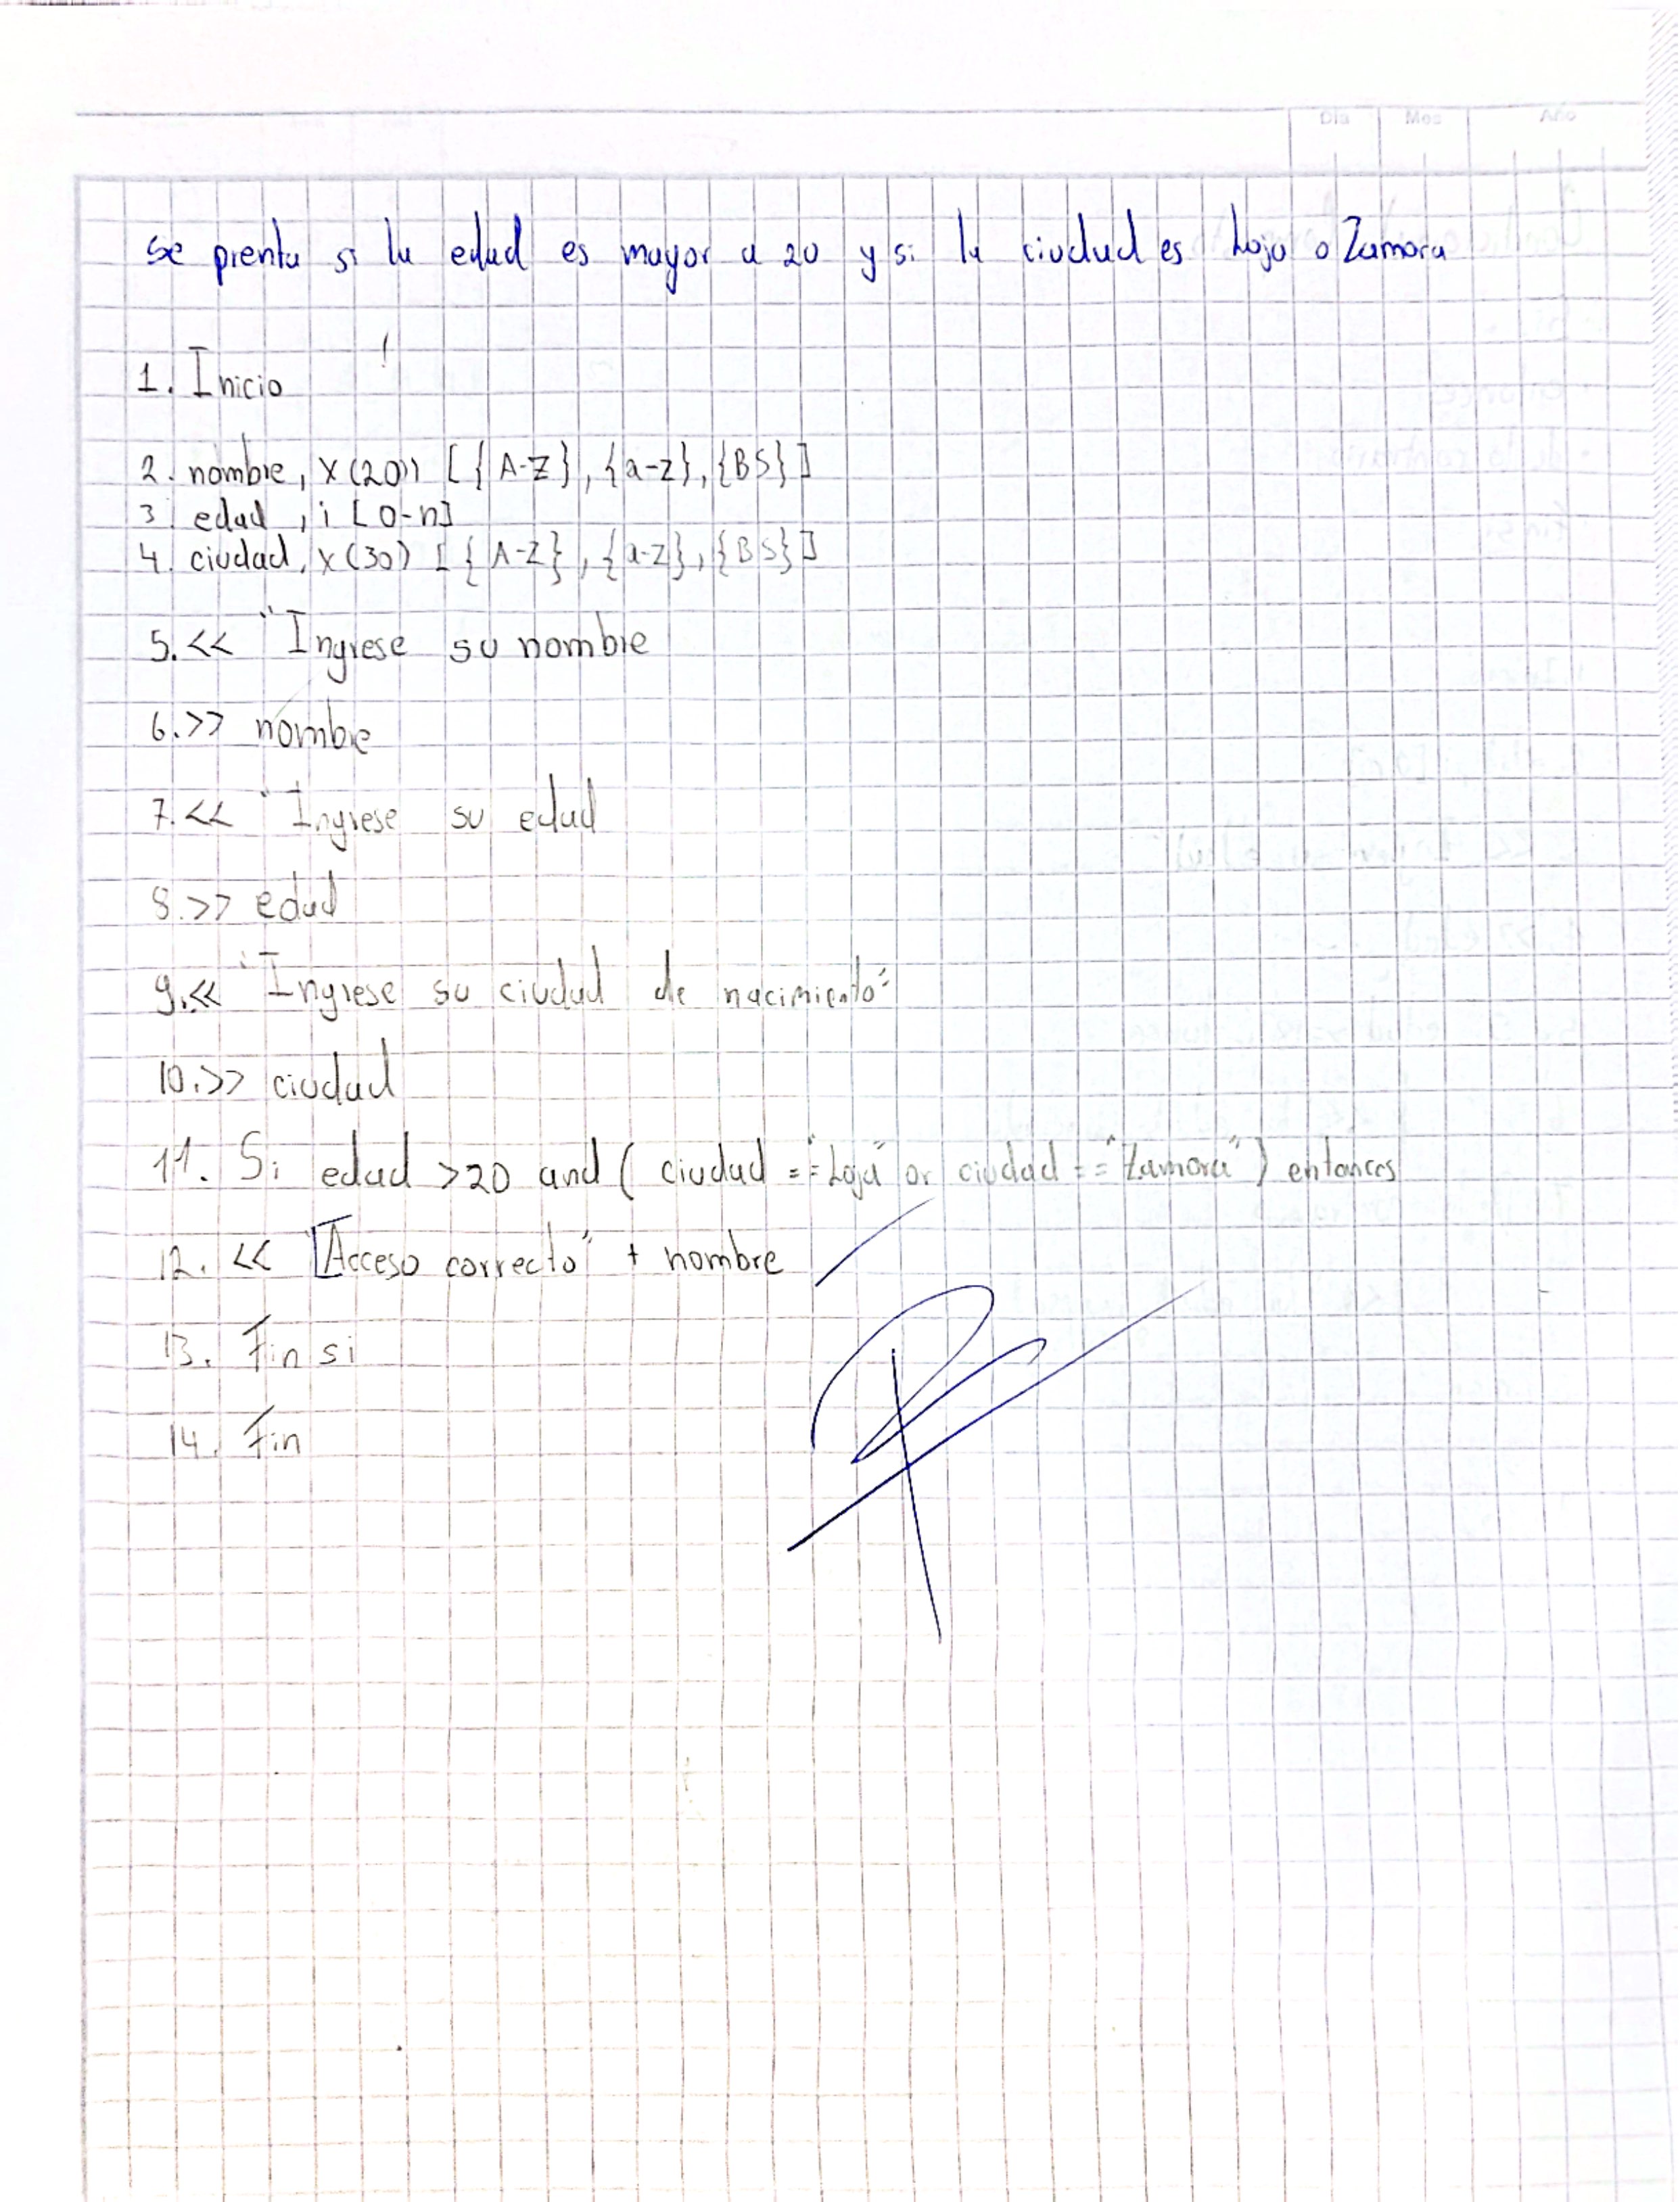 Día Mes Año
se prenta si la edad es mayor a 20 y si la ciudad es Loja o Zamora
!
1. Inicio
2. nombre, X(20) [{A-Z}, {a-z}, {BS}]
3. edad, i [0-n]
4. ciudad, X(30) [{A-Z}, {a-z}, {BS}]
5. << "Ingrese su nombre
6. >> nombre
7. << "Ingrese su edad
8. >> edad
9. << "Ingrese su ciudad de nacimiento"
10. >> ciudad
11. Si edad >20 and ( ciudad == "Loja" or ciudad == "Zamora") entonces
12. << "Acceso correcto" + nombre
13. Fin si
14. Fin